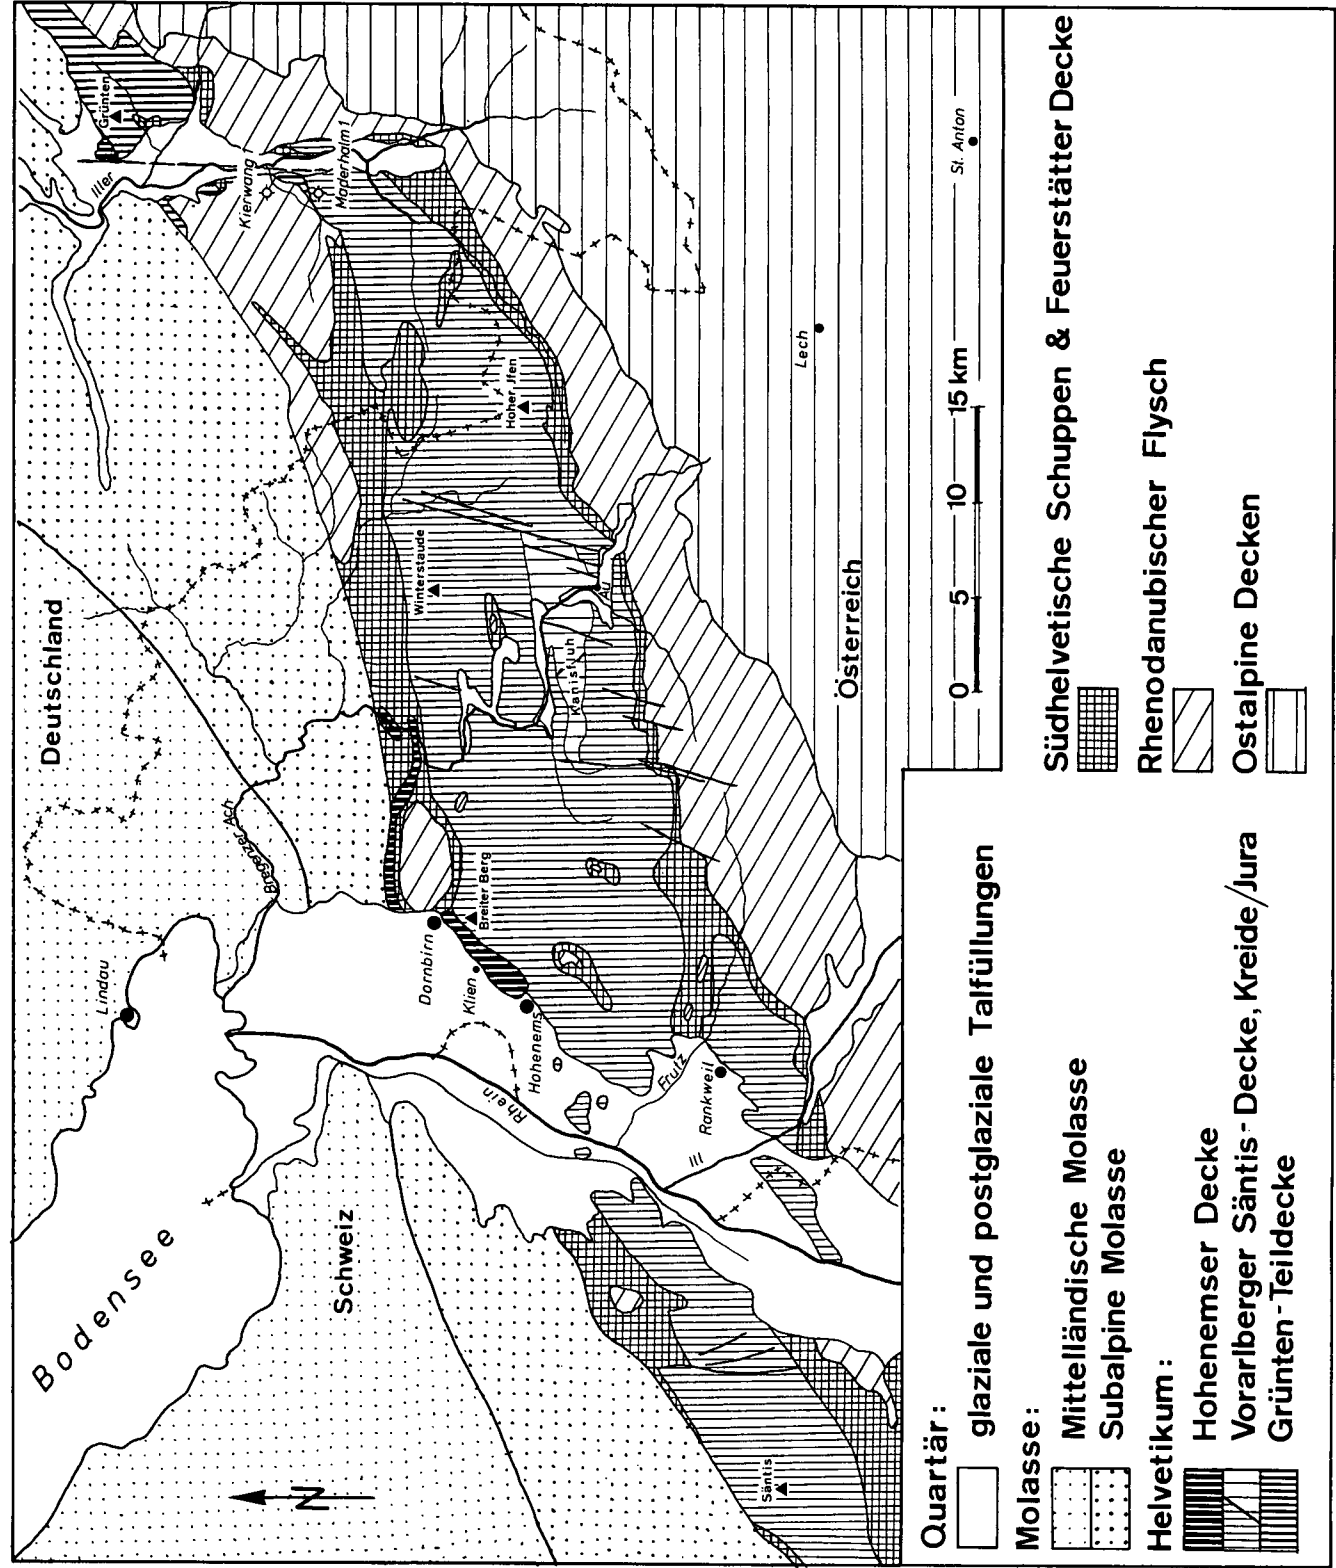 Bodensee
Deutschland
Schweiz
Österreich
N
Lindau
Bregenzer Ach
Iller
Grünten
Kierwang 1
Maderhalm 1
Dornbirn
Klien
Hohenems
Breiter Berg
Winterstaude
Hoher Jfen
Kanisfluh
Au
Lech
St. Anton
Rhein
Frutz
Rankweil
Ill
Säntis
0 5 10 15 km
Quartär:
glaziale und postglaziale Talfüllungen
Molasse:
Mittelländische Molasse
Subalpine Molasse
Helvetikum:
Hohenemser Decke
Vorarlberger Säntis-Decke, Kreide/Jura
Grünten-Teildecke
Südhelvetische Schuppen & Feuerstätter Decke
Rhenodanubischer Flysch
Ostalpine Decken